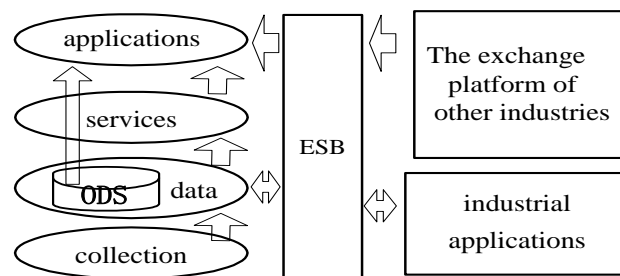 applications
services
ODS data
collection
ESB
The exchange
platform of
other industries
industrial
applications